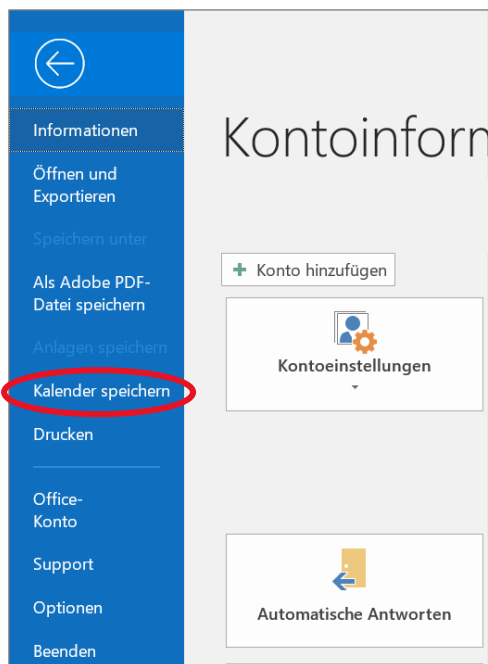 Informationen
Kontoinforn
Öffnen und
Exportieren
Speichern unter
Konto hinzufügen
Als Adobe PDF-
Datei speichern
Anlagen speichern
Kontoeinstellungen
Kalender speichern
Drucken
Office-
Konto
Support
Optionen
Automatische Antworten
Beenden